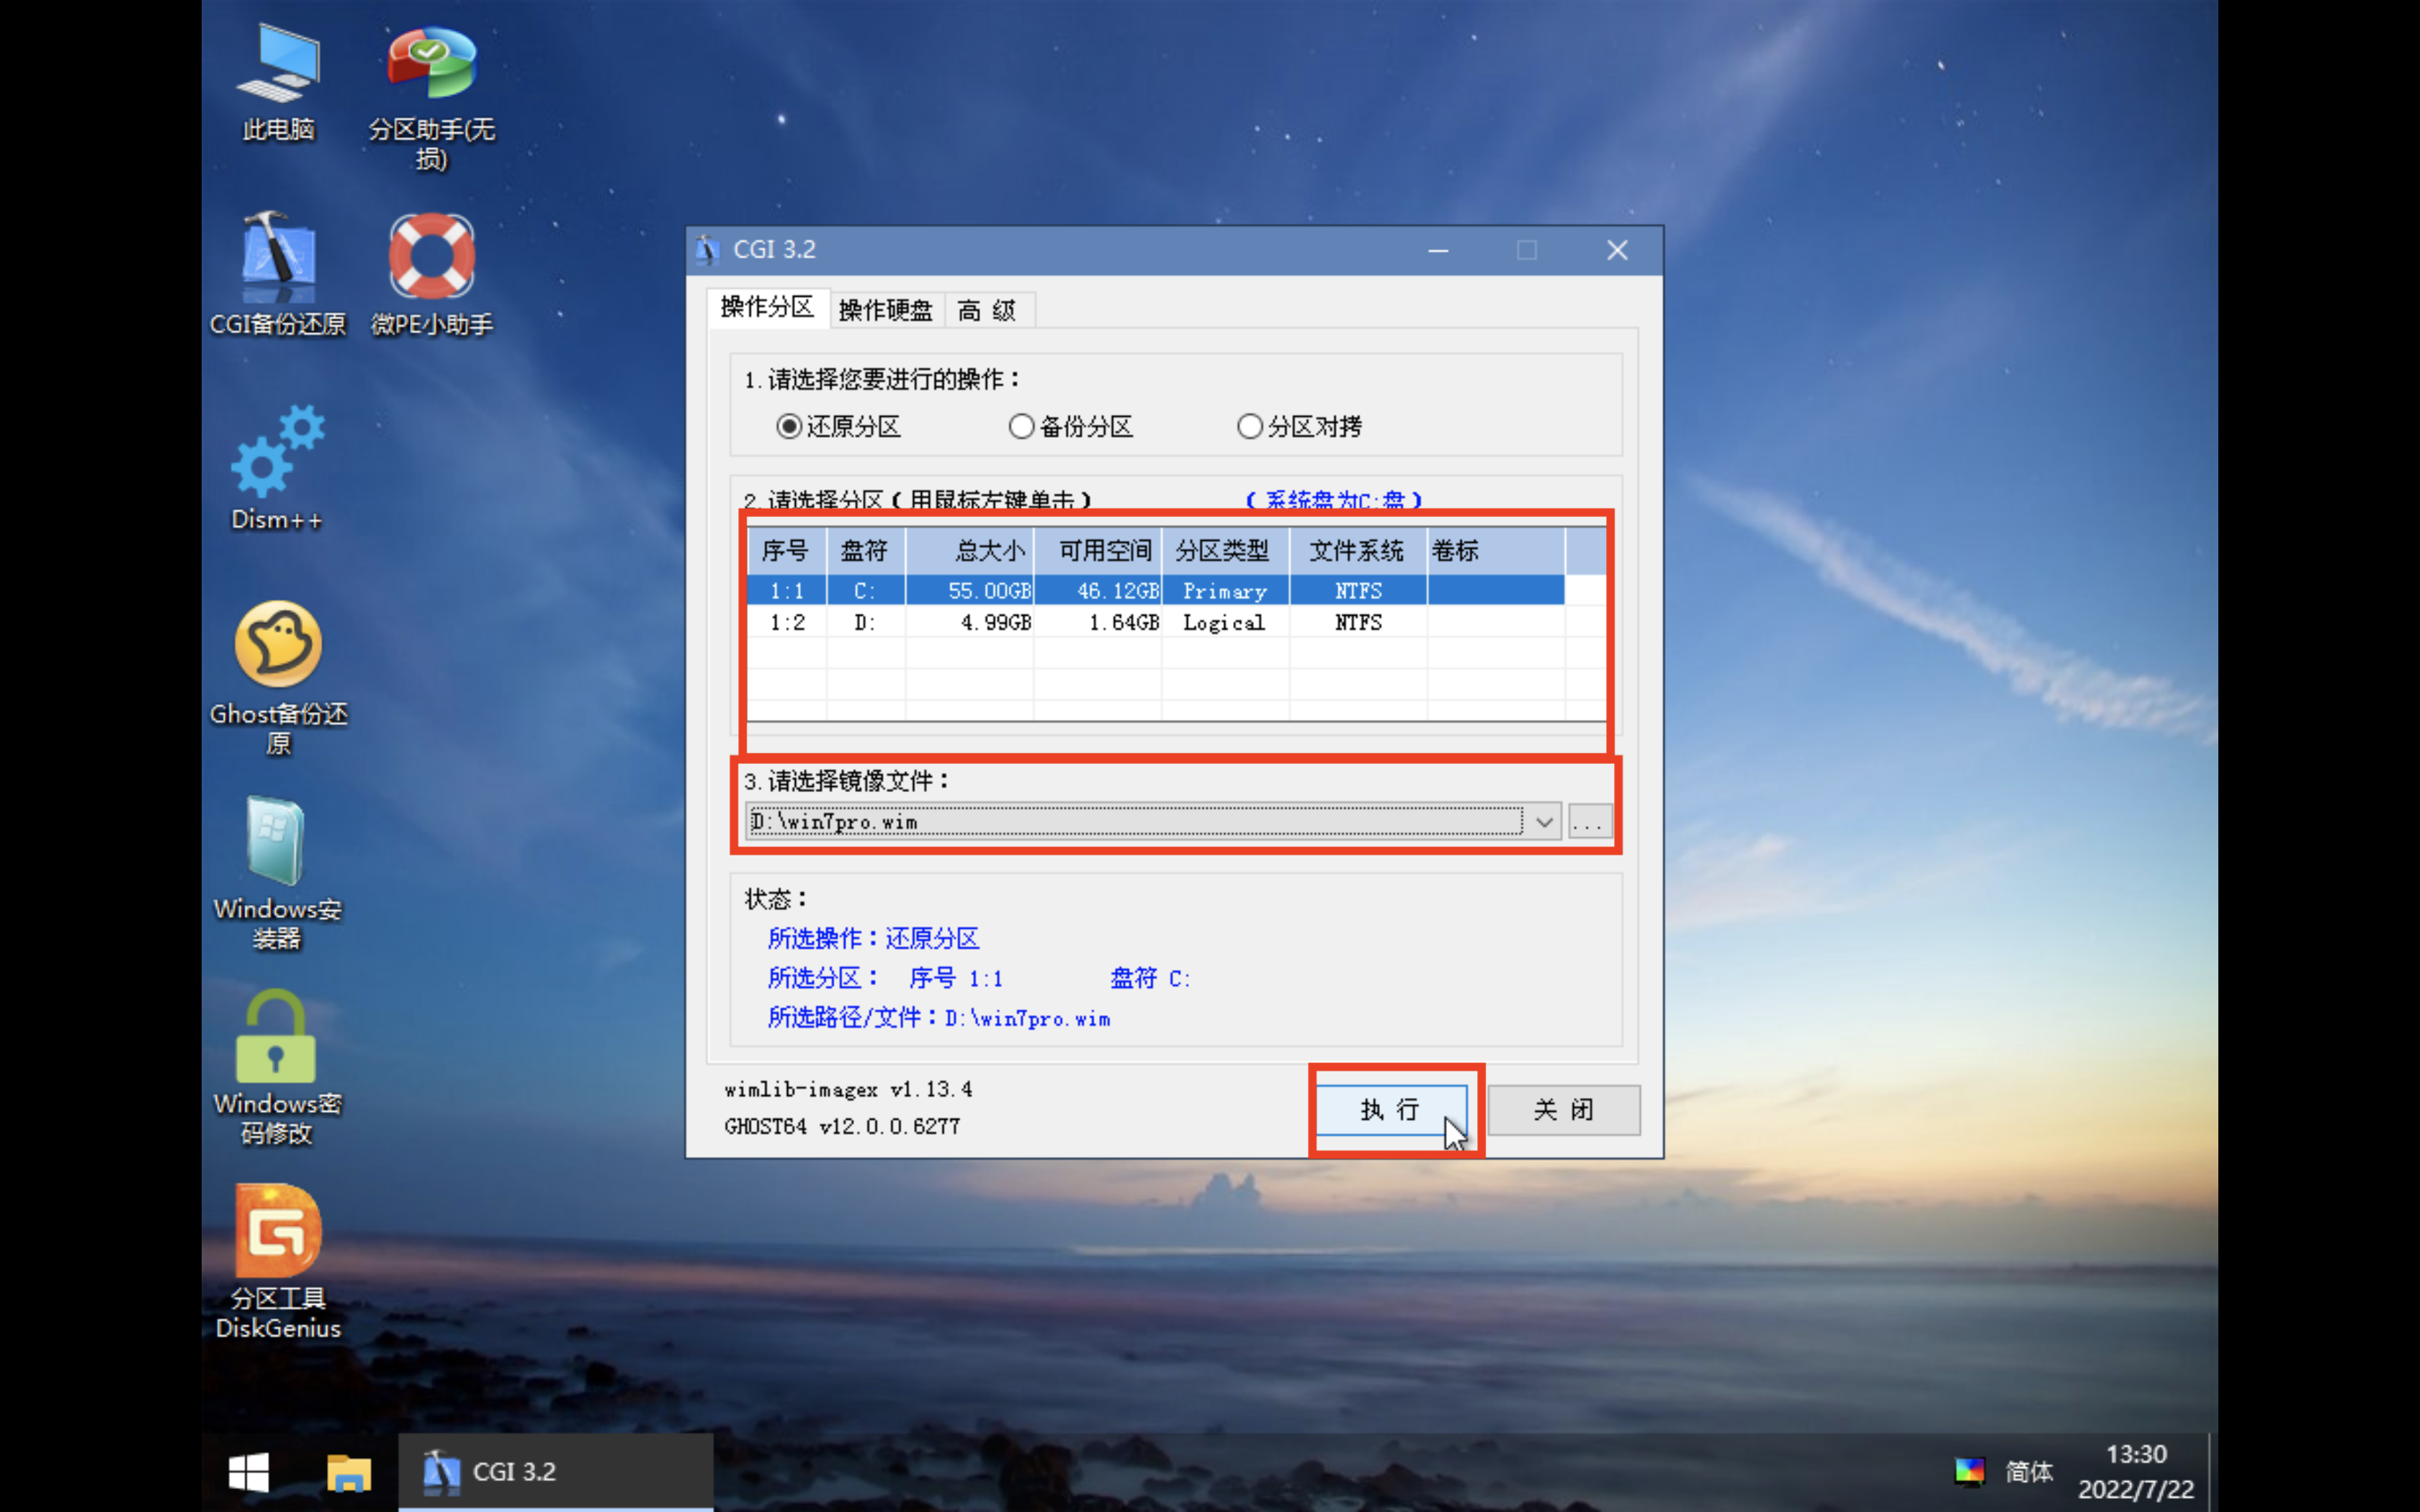 此电脑
分区助手(无
损)
CGI备份还原
微PE小助手
Dism++
Ghost备份还
原
Windows安
装器
Windows密
码修改
分区工具
DiskGenius
CGI 3.2
操作分区 操作硬盘 高 级
1.请选择您要进行的操作：
还原分区 备份分区 分区对拷
2.请选择分区(用鼠标左键单击) (系统盘为C:盘)
序号 盘符 总大小 可用空间 分区类型 文件系统 卷标
1:1 C: 55.00GB 46.12GB Primary NTFS
1:2 D: 4.99GB 1.64GB Logical NTFS
3.请选择镜像文件：
D:\win7pro.wim ...
状态：
所选操作：还原分区
所选分区： 序号 1:1 盘符 C:
所选路径/文件：D:\win7pro.wim
wimlib-imagex v1.13.4
GHOST64 v12.0.0.6277
执 行 关 闭
CGI 3.2
简体
13:30
2022/7/22